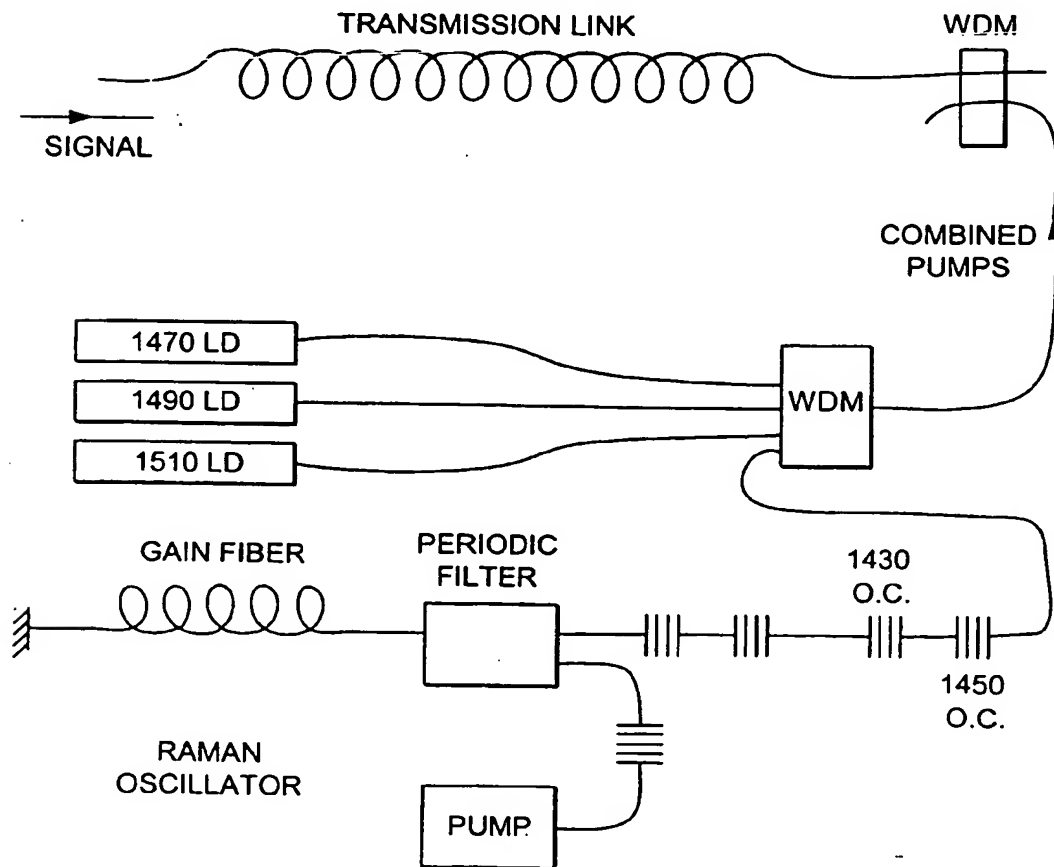 TRANSMISSION LINK
WDM
SIGNAL
COMBINED
PUMPS
1470 LD
1490 LD
1510 LD
WDM
GAIN FIBER
PERIODIC
FILTER
1430
O.C.
1450
O.C.
RAMAN
OSCILLATOR
PUMP